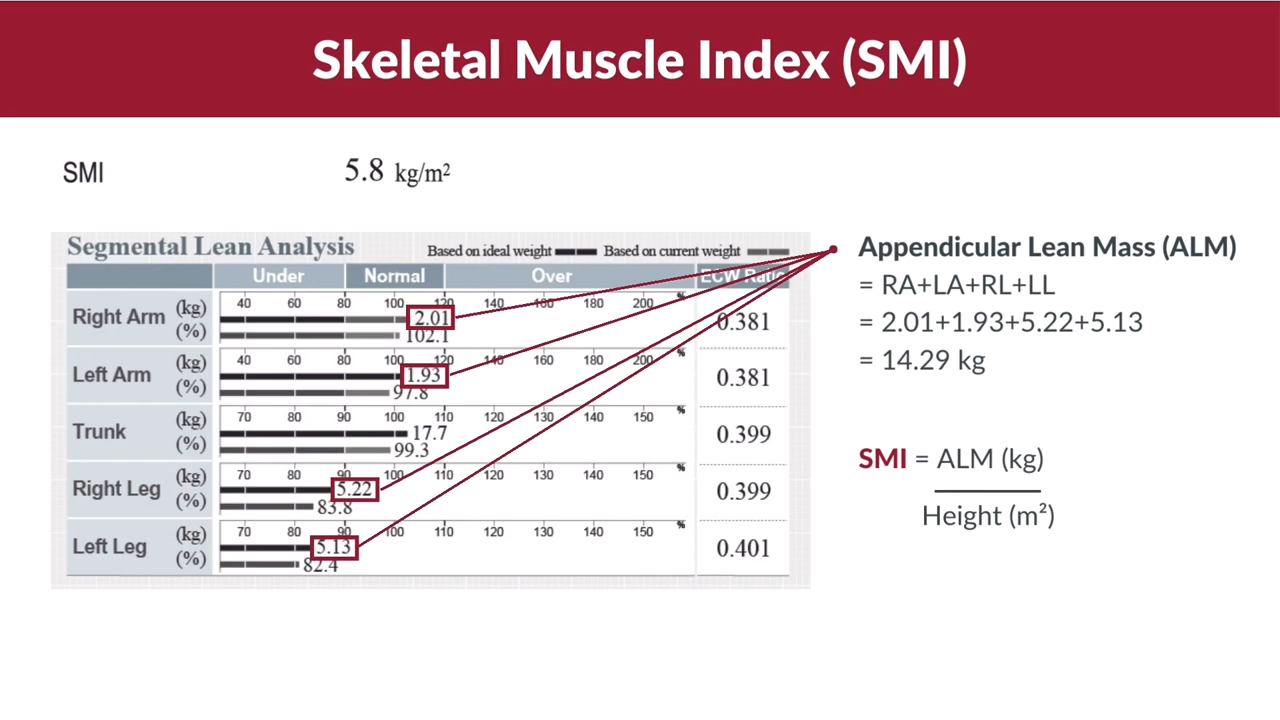 Skeletal Muscle Index (SMI)
SMI 5.8 kg/m²
Segmental Lean Analysis Based on ideal weight Based on current weight
Under Normal Over ECW Ratio
40 60 80 100 120 140 160 180 200 %
Right Arm (kg) 2.01 0.381
(%) 102.1
40 60 80 100 120 140 160 180 200 %
Left Arm (kg) 1.93 0.381
(%) 97.8
70 80 90 100 110 120 130 140 150 %
Trunk (kg) 17.7 0.399
(%) 99.3
70 80 90 100 110 120 130 140 150 %
Right Leg (kg) 5.22 0.399
(%) 83.8
70 80 90 100 110 120 130 140 150 %
Left Leg (kg) 5.13 0.401
(%) 82.4
Appendicular Lean Mass (ALM)
= RA+LA+RL+LL
= 2.01+1.93+5.22+5.13
= 14.29 kg
SMI = ALM (kg)
Height (m²)